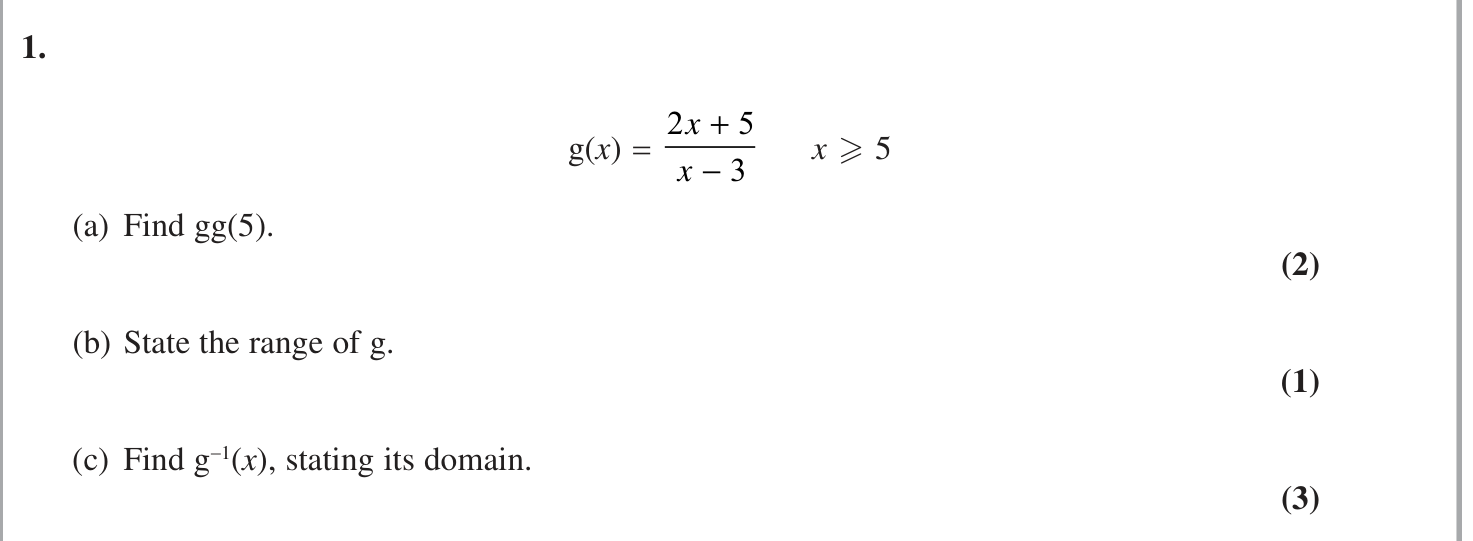 1.
g(x) = (2x + 5)/(x − 3)    x ⩾ 5
(a) Find gg(5).
(2)
(b) State the range of g.
(1)
(c) Find g⁻¹(x), stating its domain.
(3)